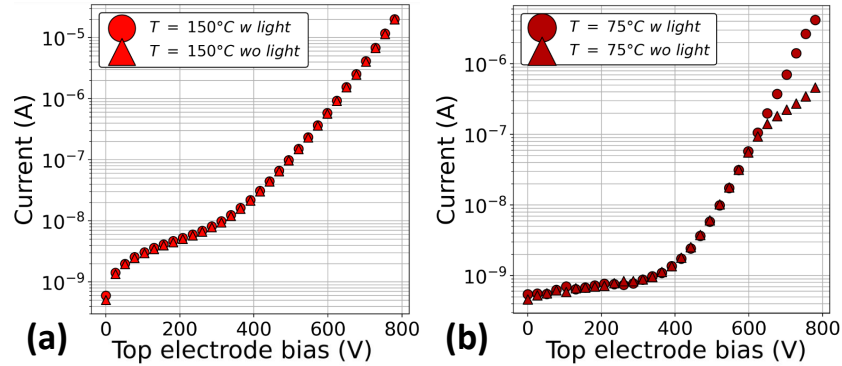 T = 150°C w light
T = 150°C wo light
10⁻⁵
10⁻⁶
10⁻⁷
10⁻⁸
10⁻⁹
Current (A)
0 200 400 600 800
Top electrode bias (V)
(a)
T = 75°C w light
T = 75°C wo light
10⁻⁶
10⁻⁷
10⁻⁸
10⁻⁹
Current (A)
0 200 400 600 800
Top electrode bias (V)
(b)